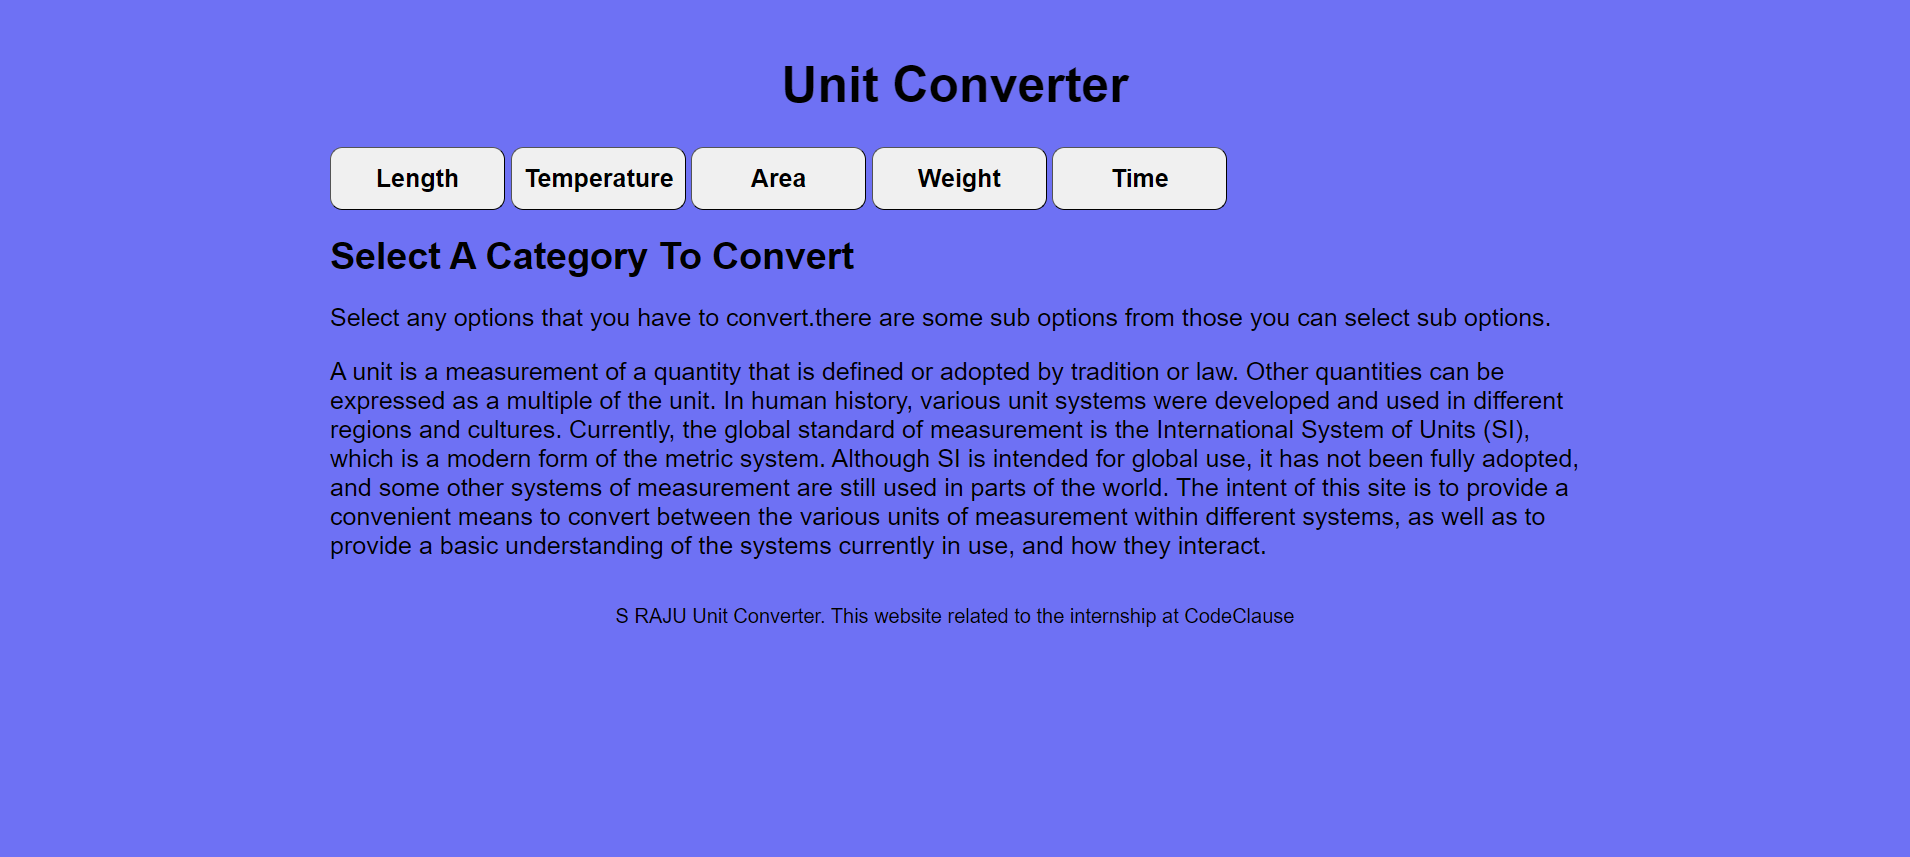 Unit Converter
Length
Temperature
Area
Weight
Time
Select A Category To Convert
Select any options that you have to convert.there are some sub options from those you can select sub options.
A unit is a measurement of a quantity that is defined or adopted by tradition or law. Other quantities can be
expressed as a multiple of the unit. In human history, various unit systems were developed and used in different
regions and cultures. Currently, the global standard of measurement is the International System of Units (SI),
which is a modern form of the metric system. Although SI is intended for global use, it has not been fully adopted,
and some other systems of measurement are still used in parts of the world. The intent of this site is to provide a
convenient means to convert between the various units of measurement within different systems, as well as to
provide a basic understanding of the systems currently in use, and how they interact.
S RAJU Unit Converter. This website related to the internship at CodeClause